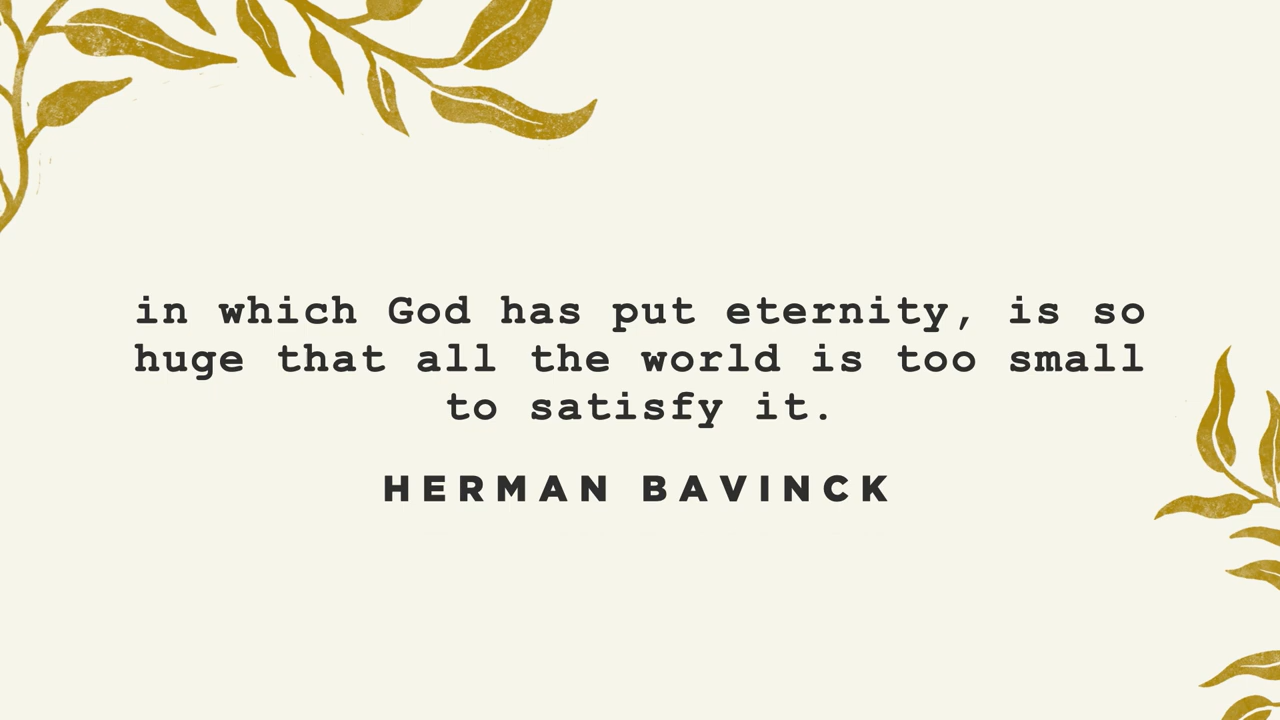 in which God has put eternity, is so
huge that all the world is too small
to satisfy it.
HERMAN BAVINCK